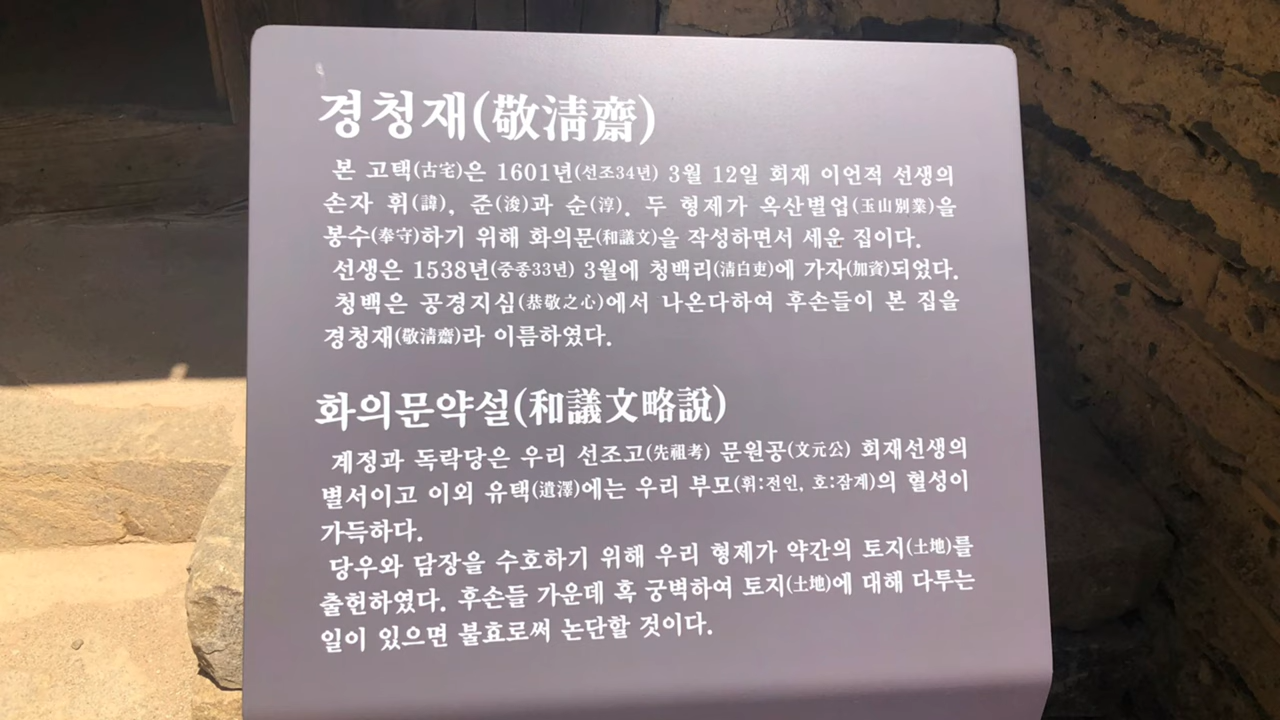 경청재(敬淸齋)
본 고택(古宅)은 1601년(선조34년) 3월 12일 회재 이언적 선생의
손자 휘(諱), 준(浚)과 순(淳). 두 형제가 옥산별업(玉山別業)을
봉수(奉守)하기 위해 화의문(和議文)을 작성하면서 세운 집이다.
선생은 1538년(중종33년) 3월에 청백리(淸白吏)에 가자(加資)되었다.
청백은 공경지심(恭敬之心)에서 나온다하여 후손들이 본 집을
경청재(敬淸齋)라 이름하였다.
화의문약설(和議文略說)
계정과 독락당은 우리 선조고(先祖考) 문원공(文元公) 회재선생의
별서이고 이외 유택(遺澤)에는 우리 부모(휘:전인, 호:잠계)의 혈성이
가득하다.
당우와 담장을 수호하기 위해 우리 형제가 약간의 토지(土地)를
출헌하였다. 후손들 가운데 혹 궁벽하여 토지(土地)에 대해 다투는
일이 있으면 불효로써 논단할 것이다.